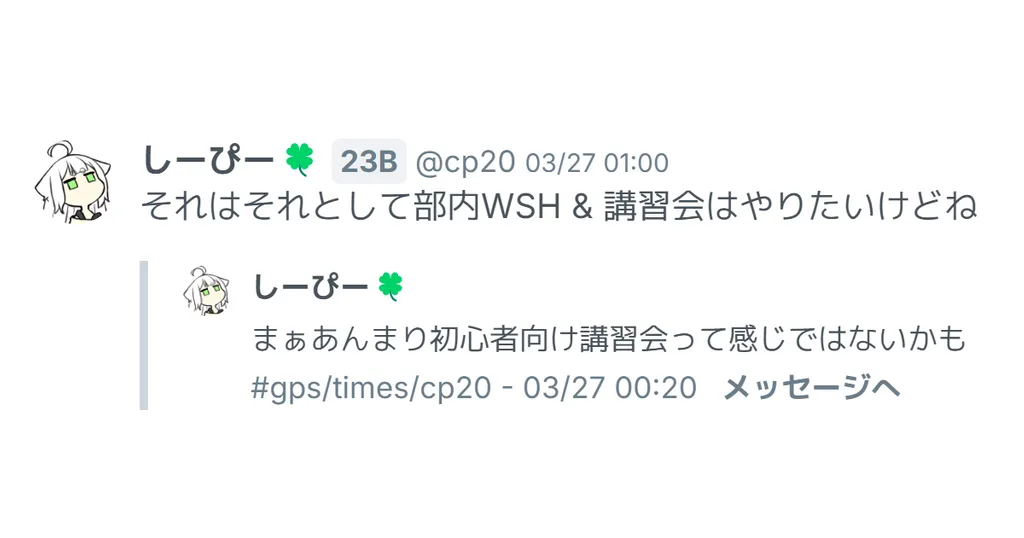 しーぴー🍀 23B @cp20 03/27 01:00
それはそれとして部内WSH & 講習会はやりたいけどね
しーぴー🍀
まぁあんまり初心者向け講習会って感じではないかも
#gps/times/cp20 - 03/27 00:20 メッセージへ